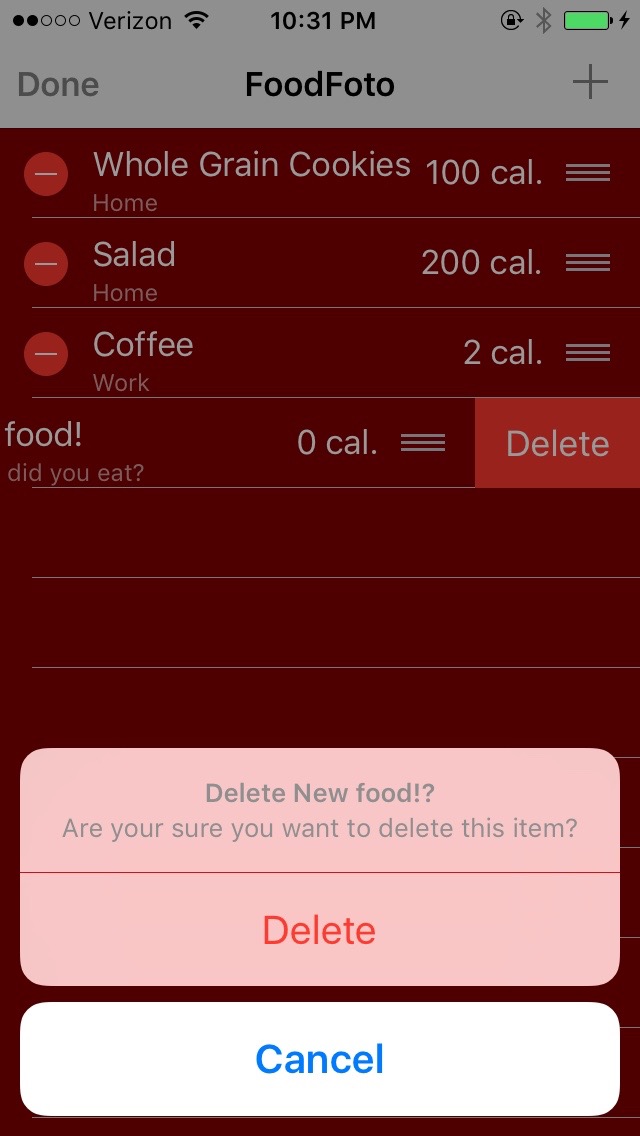 Verizon 10:31 PM
Done FoodFoto
Whole Grain Cookies 100 cal.
Home
Salad 200 cal.
Home
Coffee 2 cal.
Work
food! 0 cal. Delete
did you eat?
Delete New food!?
Are your sure you want to delete this item?
Delete
Cancel